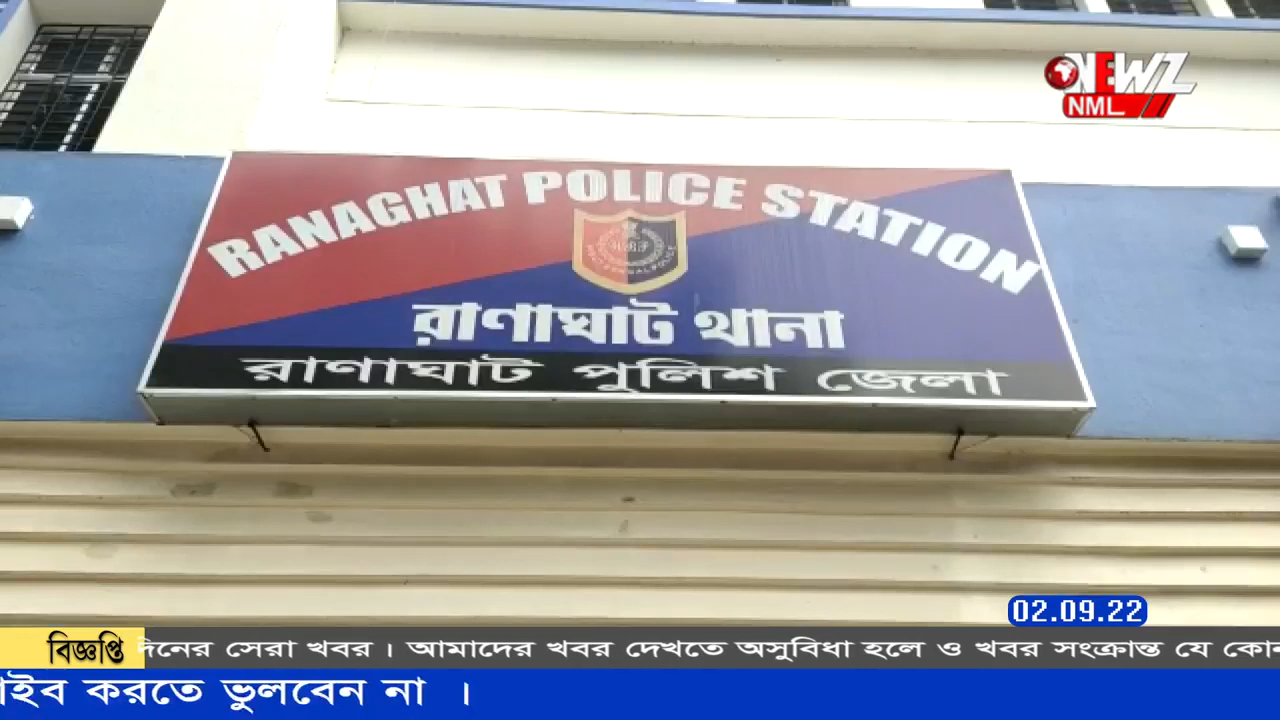 NEWZ
NML
RANAGHAT POLICE STATION
রাণাঘাট থানা
রাণাঘাট পুলিশ জেলা
02.09.22
বিজ্ঞপ্তি
দিনের সেরা খবর । আমাদের খবর দেখতে অসুবিধা হলে ও খবর সংক্রান্ত যে কোন
াইব করতে ভুলবেন না ।